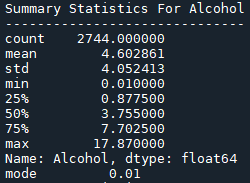 Summary Statistics For Alcohol
------------------------------
count    2744.000000
mean        4.602861
std         4.052413
min         0.010000
25%         0.877500
50%         3.755000
75%         7.702500
max        17.870000
Name: Alcohol, dtype: float64
mode        0.01